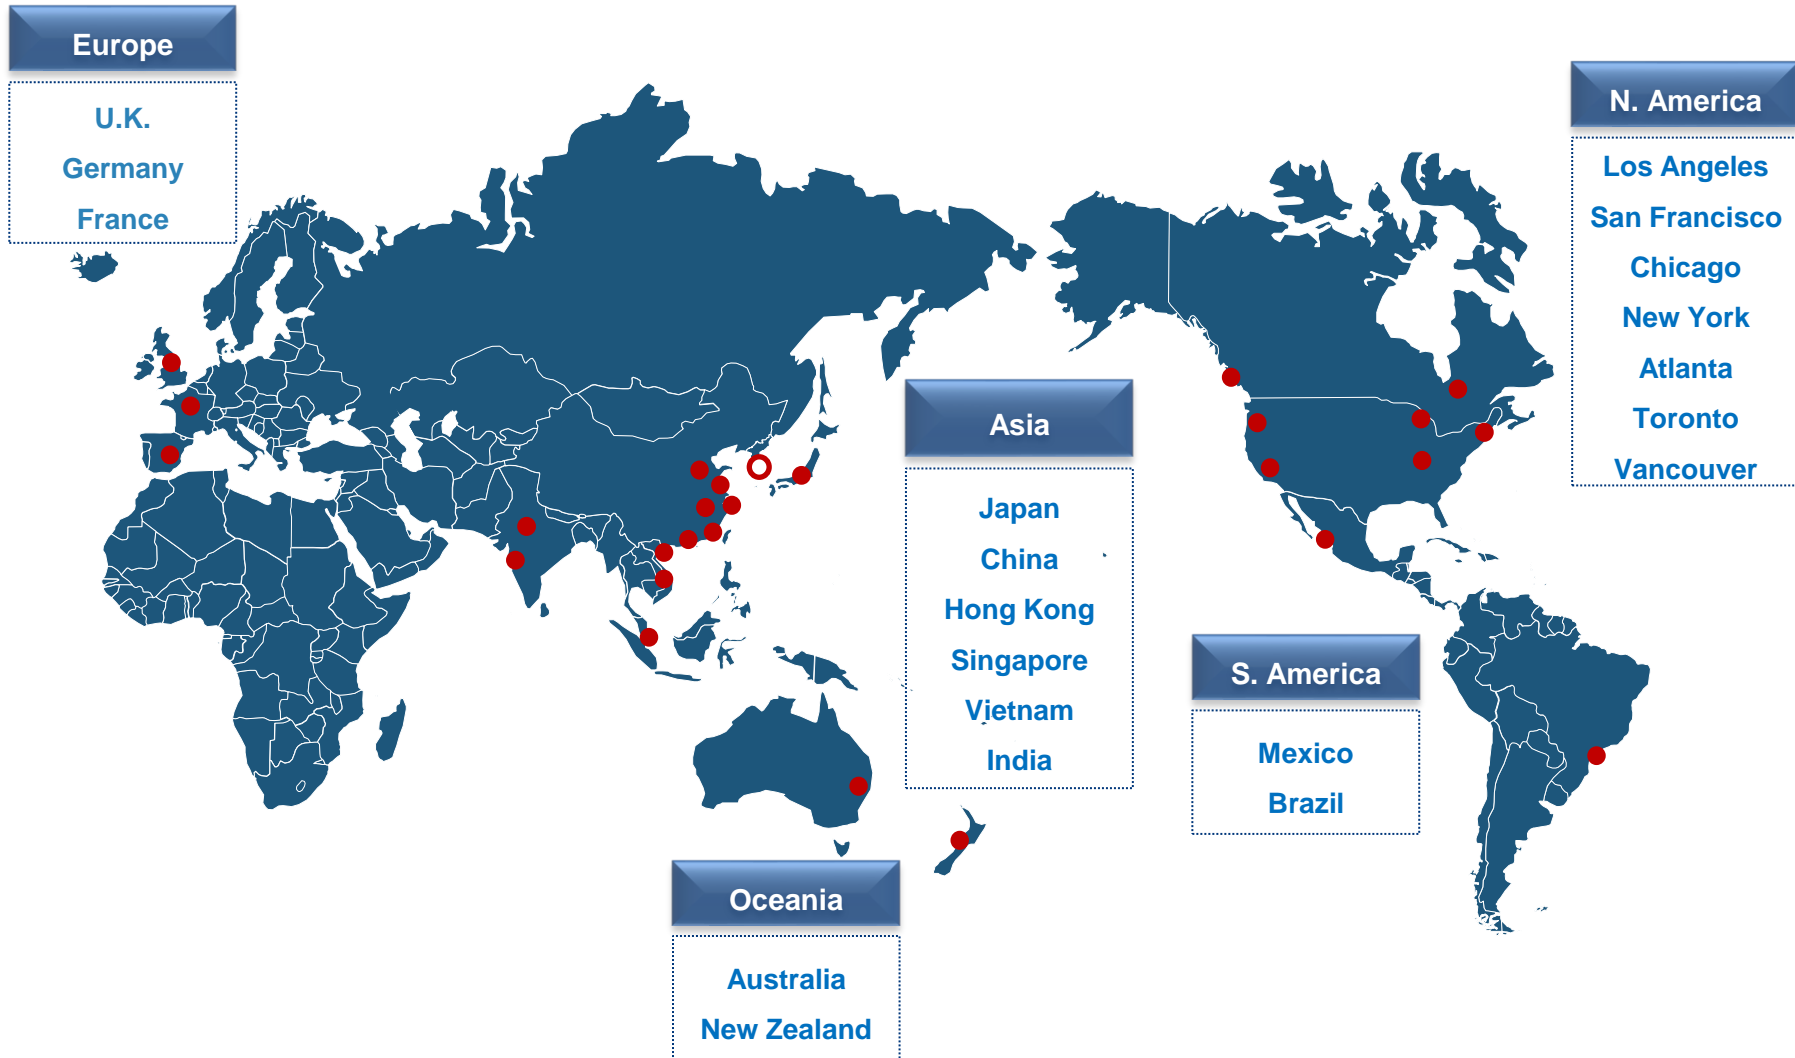 Europe
U.K.
Germany
France
N. America
Los Angeles
San Francisco
Chicago
New York
Atlanta
Toronto
Vancouver
Asia
Japan
China
Hong Kong
Singapore
Vietnam
India
S. America
Mexico
Brazil
Oceania
Australia
New Zealand